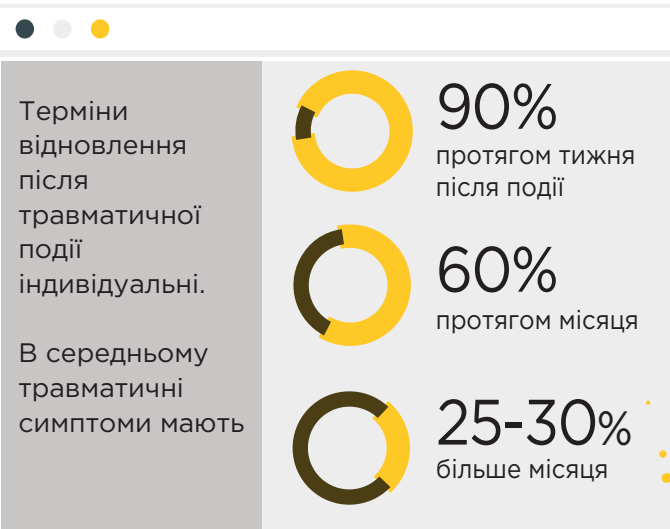 Терміни
відновлення
після
травматичної
події
індивідуальні.
В середньому
травматичні
симптоми мають
90%
протягом тижня
після події
60%
протягом місяця
25-30%
більше місяця